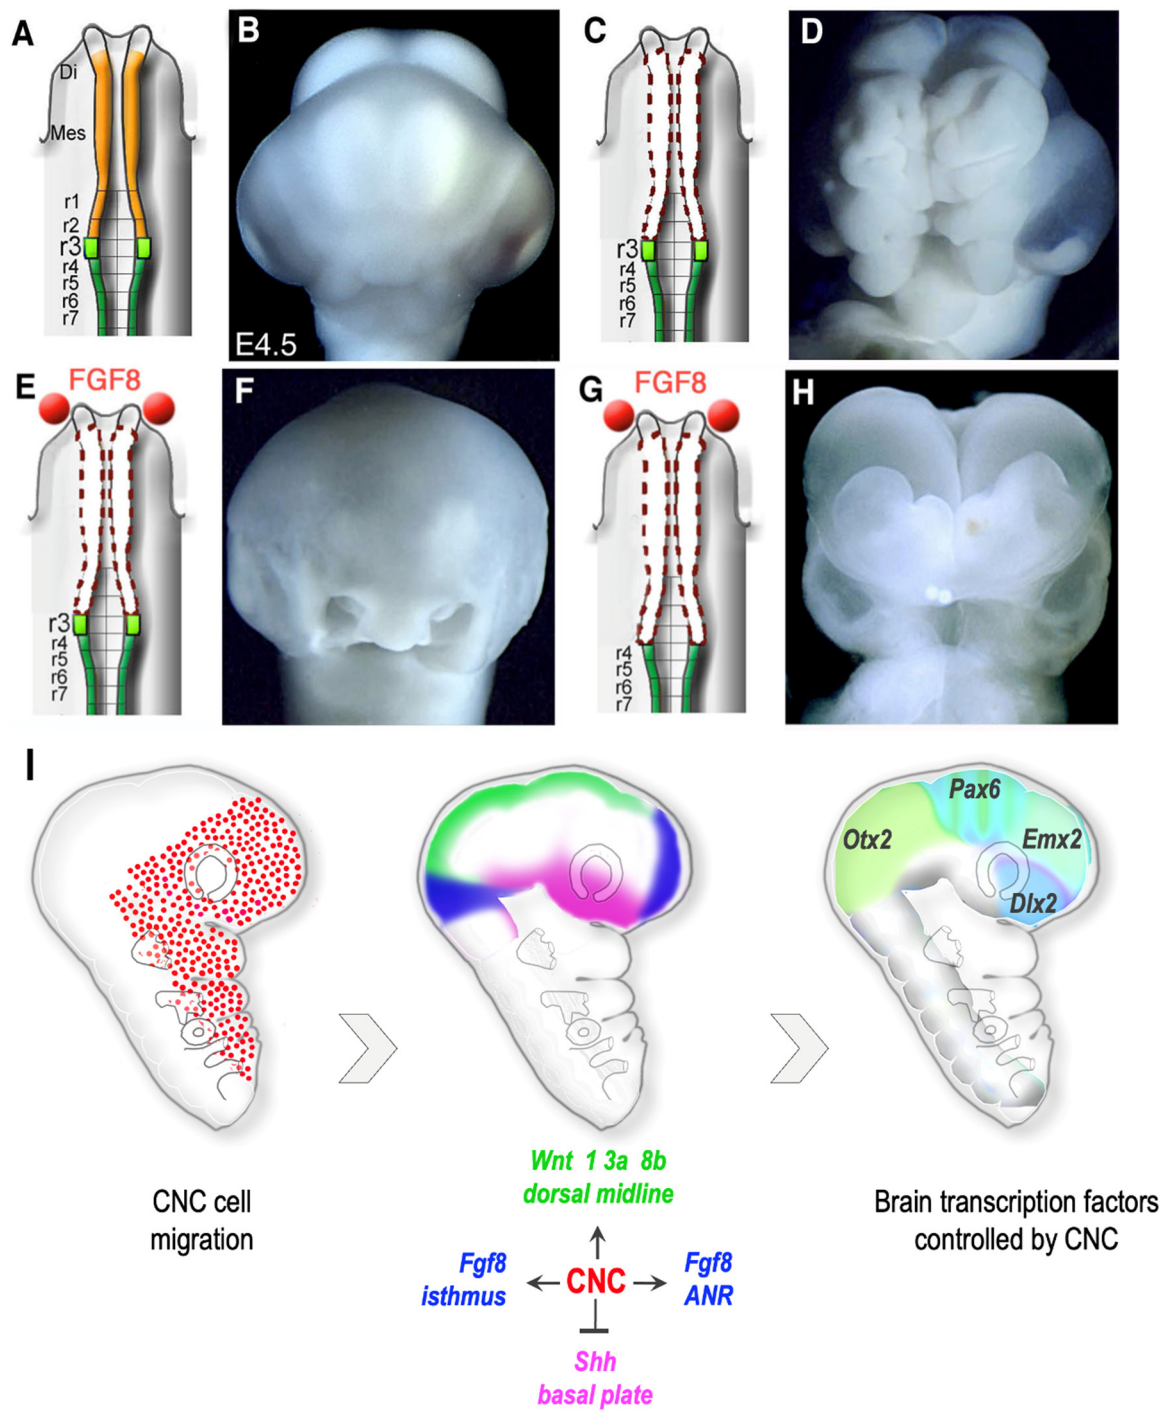 A
Di
Mes
r1
r2
r3
r4
r5
r6
r7
B
E4.5
C
r3
r4
r5
r6
r7
D
E
FGF8
r3
r4
r5
r6
r7
F
G
FGF8
r4
r5
r6
r7
H
I
Otx2
Pax6
Emx2
Dlx2
CNC cell
migration
Wnt 1 3a 8b
dorsal midline
Fgf8
isthmus
CNC
Fgf8
ANR
Shh
basal plate
Brain transcription factors
controlled by CNC